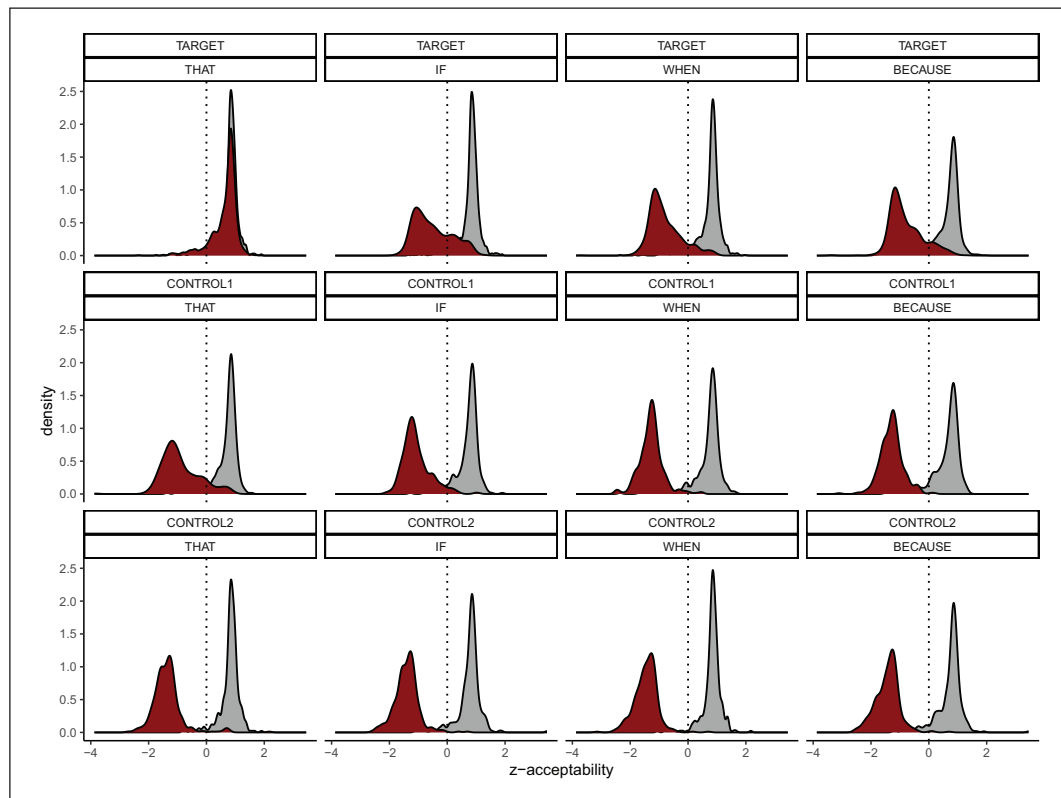 TARGET TARGET TARGET TARGET
THAT IF WHEN BECAUSE
2.5
2.0
1.5
1.0
0.5
0.0
CONTROL1 CONTROL1 CONTROL1 CONTROL1
THAT IF WHEN BECAUSE
2.5
2.0
1.5
1.0
0.5
0.0
density
CONTROL2 CONTROL2 CONTROL2 CONTROL2
THAT IF WHEN BECAUSE
2.5
2.0
1.5
1.0
0.5
0.0
−4 −2 0 2 −4 −2 0 2 −4 −2 0 2 −4 −2 0 2
z−acceptability